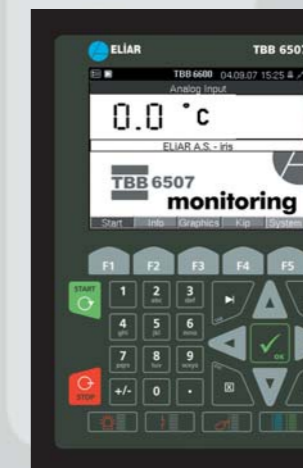 ELİAR TBB 6507
TBB 6600 04.09.07 15:25
Analog Input
0.0 °c
ELİAR A.S. - iris
TBB 6507
monitoring
Start Info Graphics Kip System
F1 F2 F3 F4 F5
START 1 2 abc 3 def
4 ghi 5 jkl 6 mno
7 pqrs 8 tuv 9 wxyz OK
STOP +/- 0 .